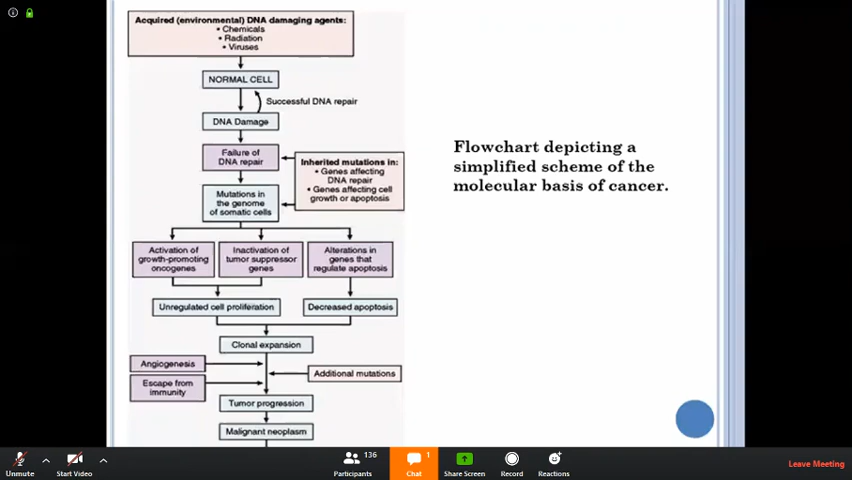 Acquired (environmental) DNA damaging agents:
• Chemicals
• Radiation
• Viruses
NORMAL CELL
Successful DNA repair
DNA Damage
Failure of
DNA repair
Inherited mutations in:
• Genes affecting
DNA repair
• Genes affecting cell
growth or apoptosis
Mutations in
the genome
of somatic cells
Activation of
growth-promoting
oncogenes
Inactivation of
tumor suppressor
genes
Alterations in
genes that
regulate apoptosis
Unregulated cell proliferation
Decreased apoptosis
Clonal expansion
Angiogenesis
Additional mutations
Escape from
immunity
Tumor progression
Malignant neoplasm
Flowchart depicting a
simplified scheme of the
molecular basis of cancer.
Unmute
Start Video
136
Participants
1
Chat
Share Screen
Record
Reactions
Leave Meeting